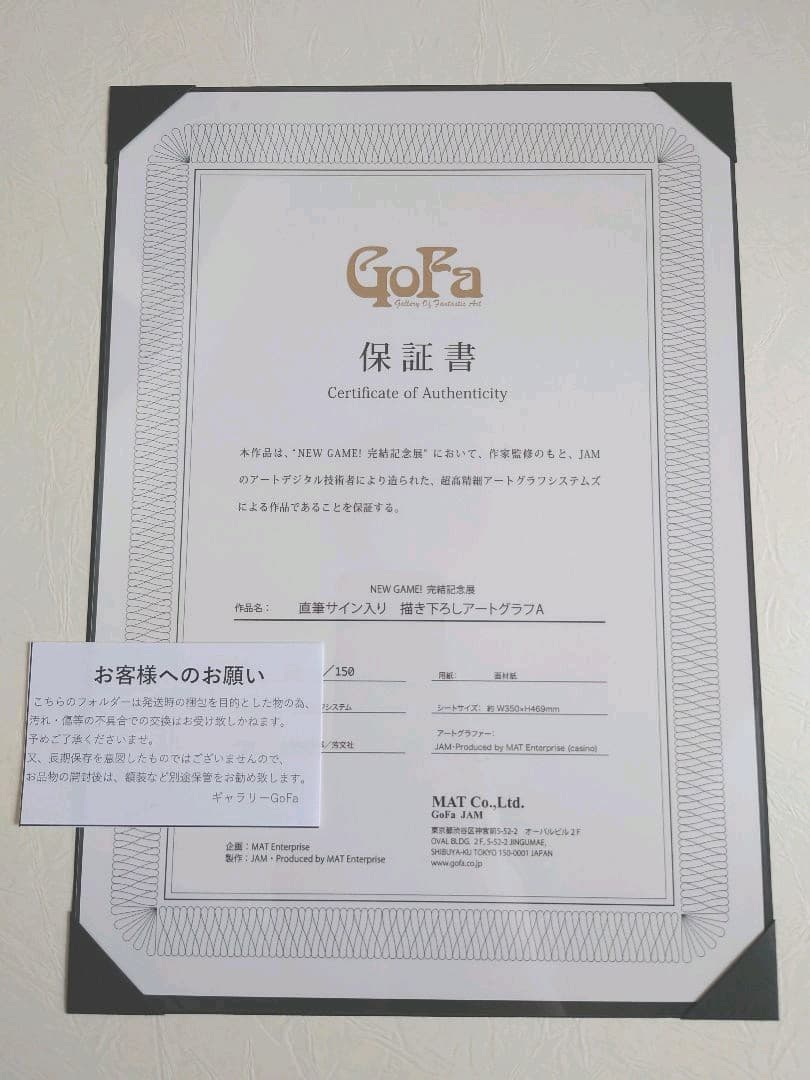 GoFa
Gallery Of Fantastic Art
保証書
Certificate of Authenticity
本作品は、"NEW GAME! 完結記念展" において、作家監修のもと、JAM
のアートデジタル技術者により造られた、超高精細アートグラフシステムズ
による作品であることを保証する。
NEW GAME! 完結記念展
作品名： 直筆サイン入り 描き下ろしアートグラフA
/150
用紙： 画材紙
システム
シートサイズ： 約 W350×H469mm
/芳文社
アートグラファー：
JAM・Produced by MAT Enterprise (casino)
お客様へのお願い
こちらのフォルダーは発送時の梱包を目的とした物の為、
汚れ・傷等の不具合での交換はお受け致しかねます。
予めご了承くださいませ。
又、長期保存を意図したものではございませんので、
お品物の開封後は、額装など別途保管をお勧め致します。
ギャラリーGoFa
企画：MAT Enterprise
製作：JAM・Produced by MAT Enterprise
MAT Co.,Ltd.
GoFa JAM
東京都渋谷区神宮前5-52-2 オーバルビル2F
OVAL BLDG. 2F, 5-52-2 JINGUMAE,
SHIBUYA-KU TOKYO 150-0001 JAPAN
www.gofa.co.jp